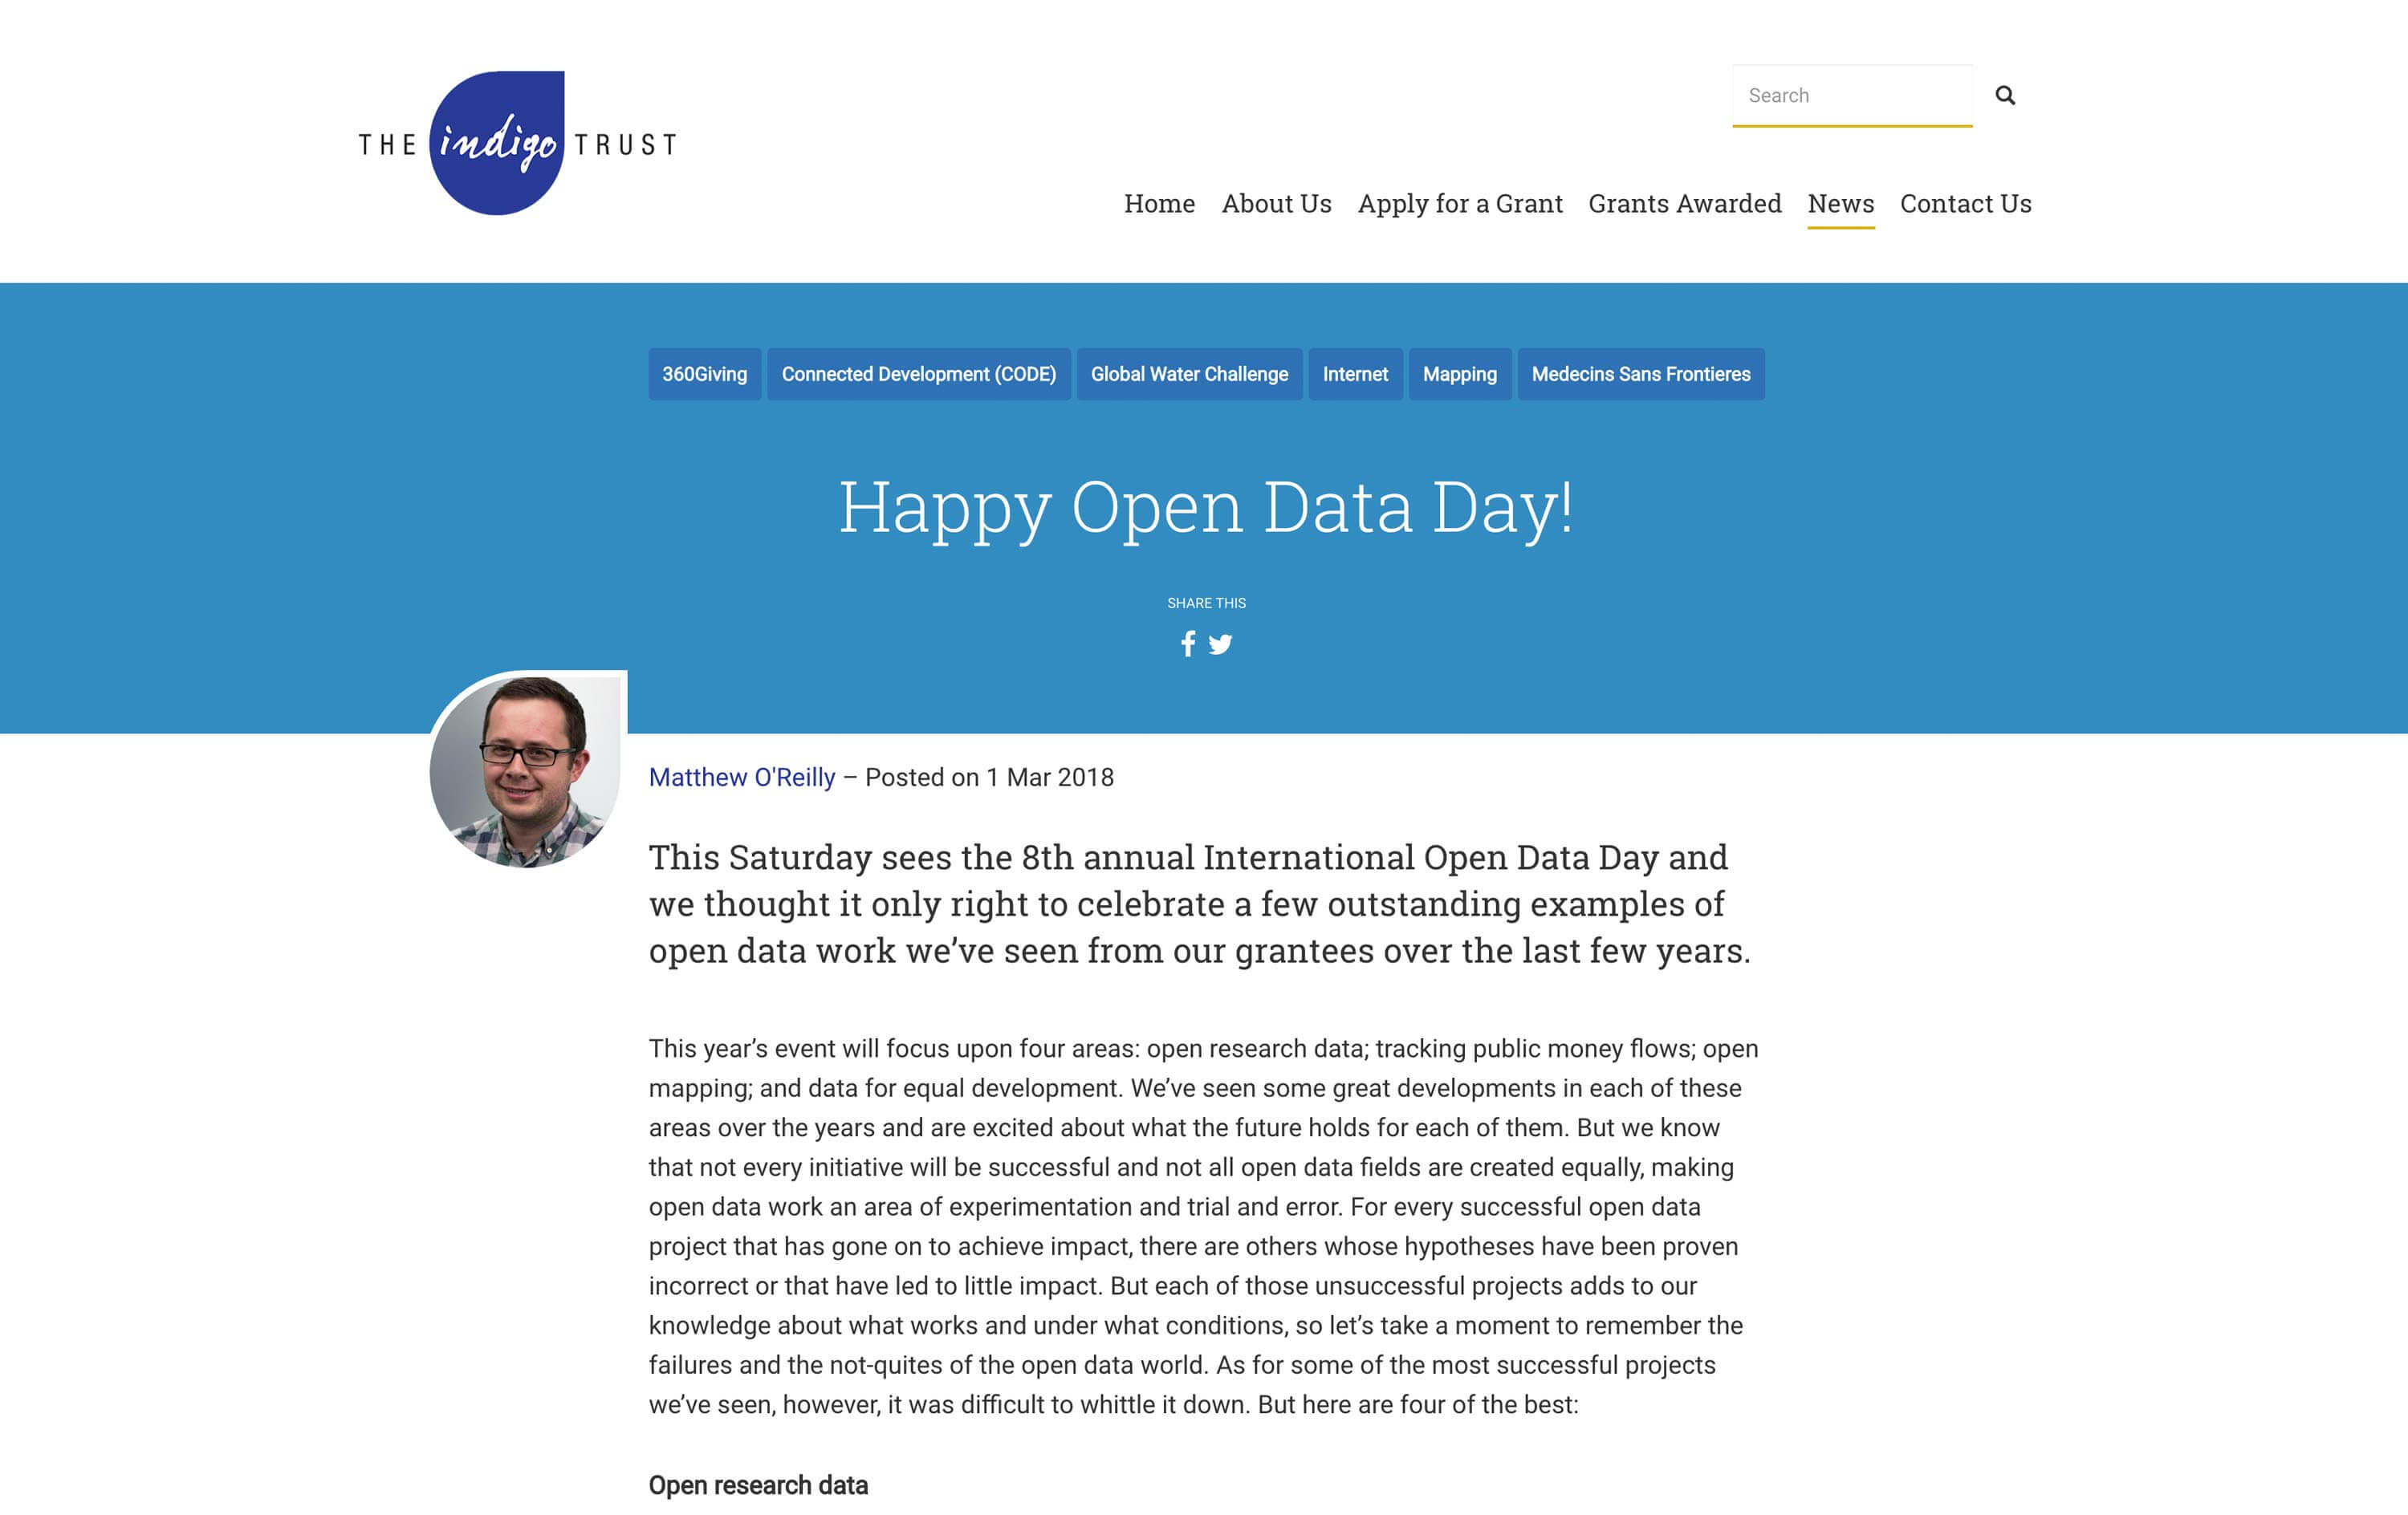 THE indigo TRUST
Search
Home About Us Apply for a Grant Grants Awarded News Contact Us
360Giving Connected Development (CODE) Global Water Challenge Internet Mapping Medecins Sans Frontieres
Happy Open Data Day!
SHARE THIS
Matthew O'Reilly – Posted on 1 Mar 2018
This Saturday sees the 8th annual International Open Data Day and
we thought it only right to celebrate a few outstanding examples of
open data work we’ve seen from our grantees over the last few years.
This year’s event will focus upon four areas: open research data; tracking public money flows; open
mapping; and data for equal development. We’ve seen some great developments in each of these
areas over the years and are excited about what the future holds for each of them. But we know
that not every initiative will be successful and not all open data fields are created equally, making
open data work an area of experimentation and trial and error. For every successful open data
project that has gone on to achieve impact, there are others whose hypotheses have been proven
incorrect or that have led to little impact. But each of those unsuccessful projects adds to our
knowledge about what works and under what conditions, so let’s take a moment to remember the
failures and the not-quites of the open data world. As for some of the most successful projects
we’ve seen, however, it was difficult to whittle it down. But here are four of the best:
Open research data